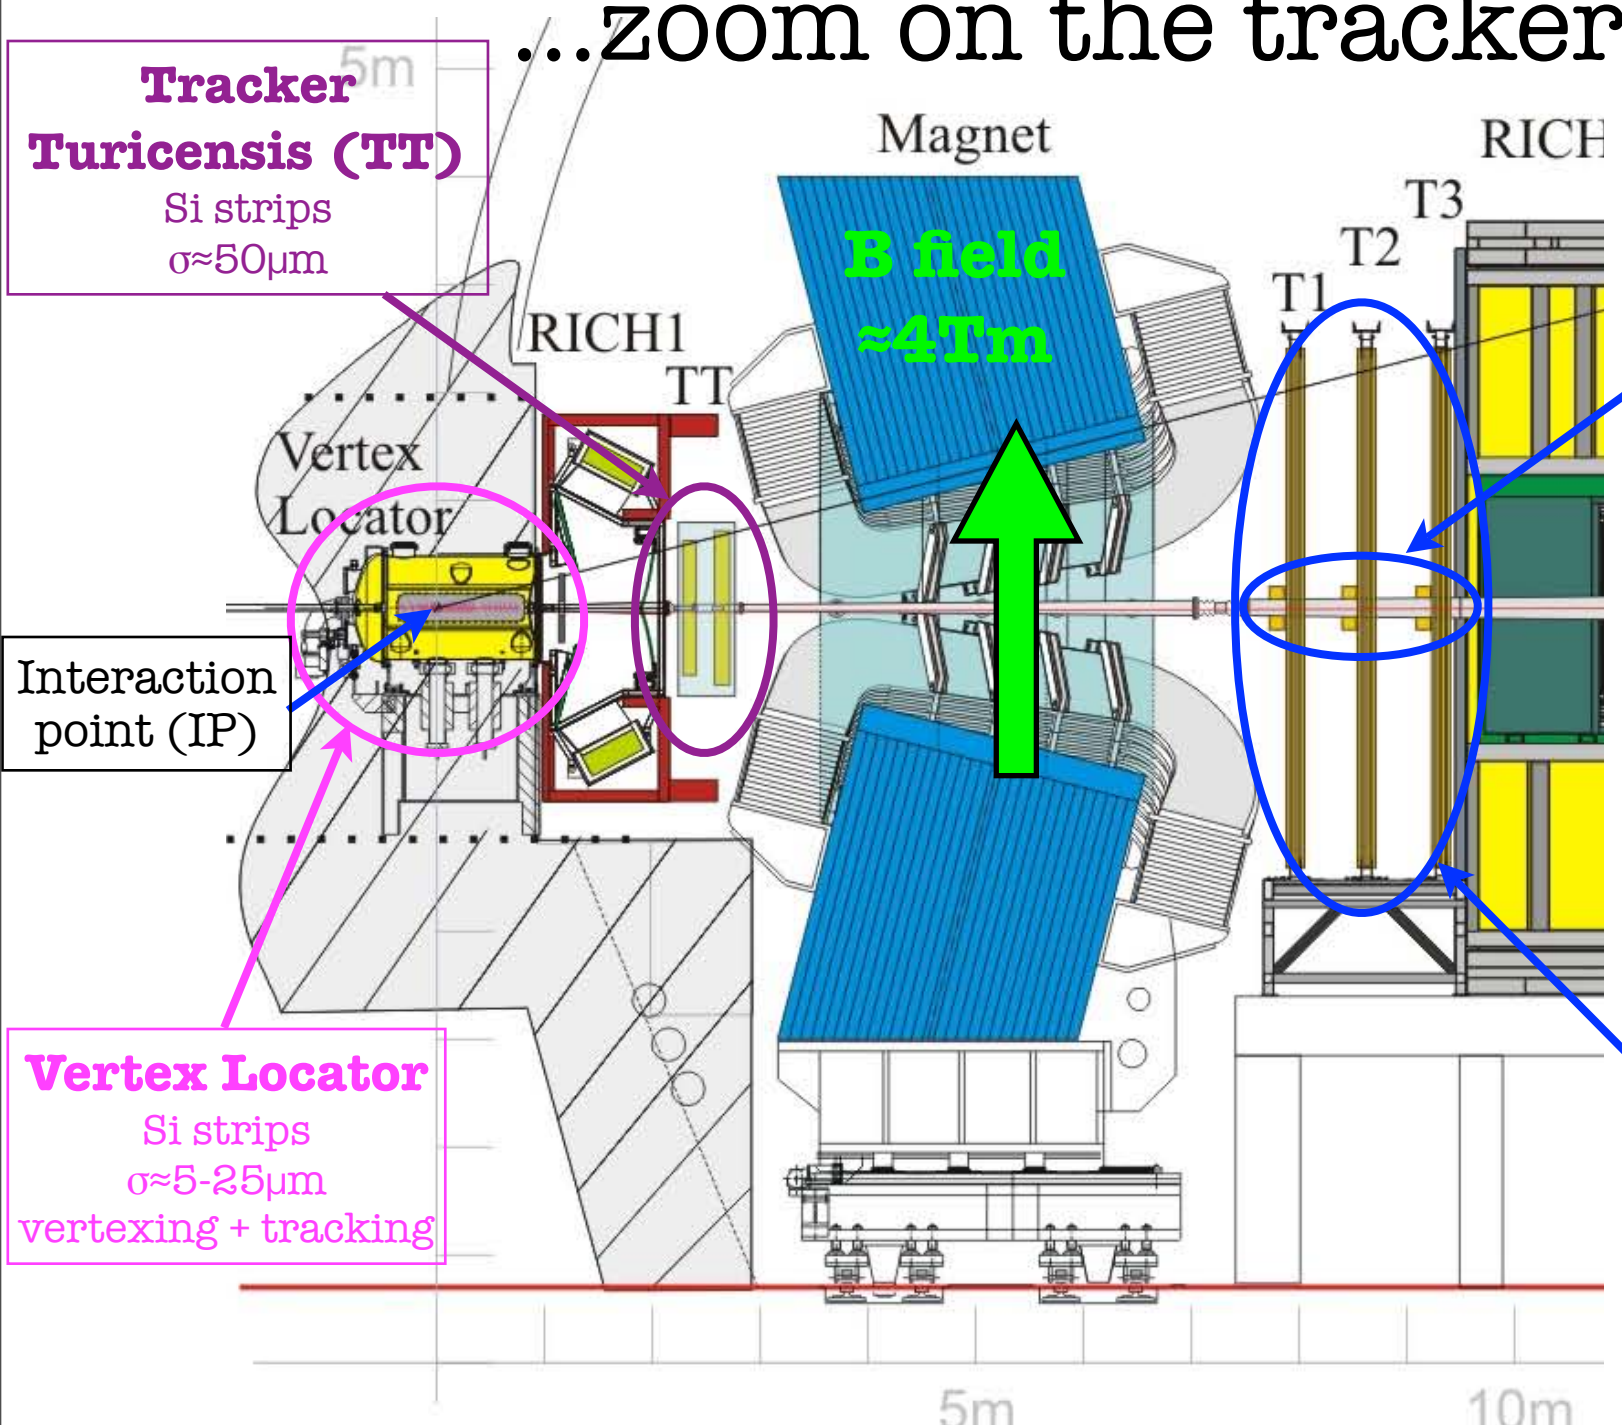 ...zoom on the tracker
5m
Tracker
Turicensis (TT)
Si strips
σ≈50μm
Magnet
RICH
T3
T2
T1
B field
≈4Tm
RICH1
TT
Vertex
Locator
Interaction
point (IP)
Vertex Locator
Si strips
σ≈5-25μm
vertexing + tracking
5m
10m